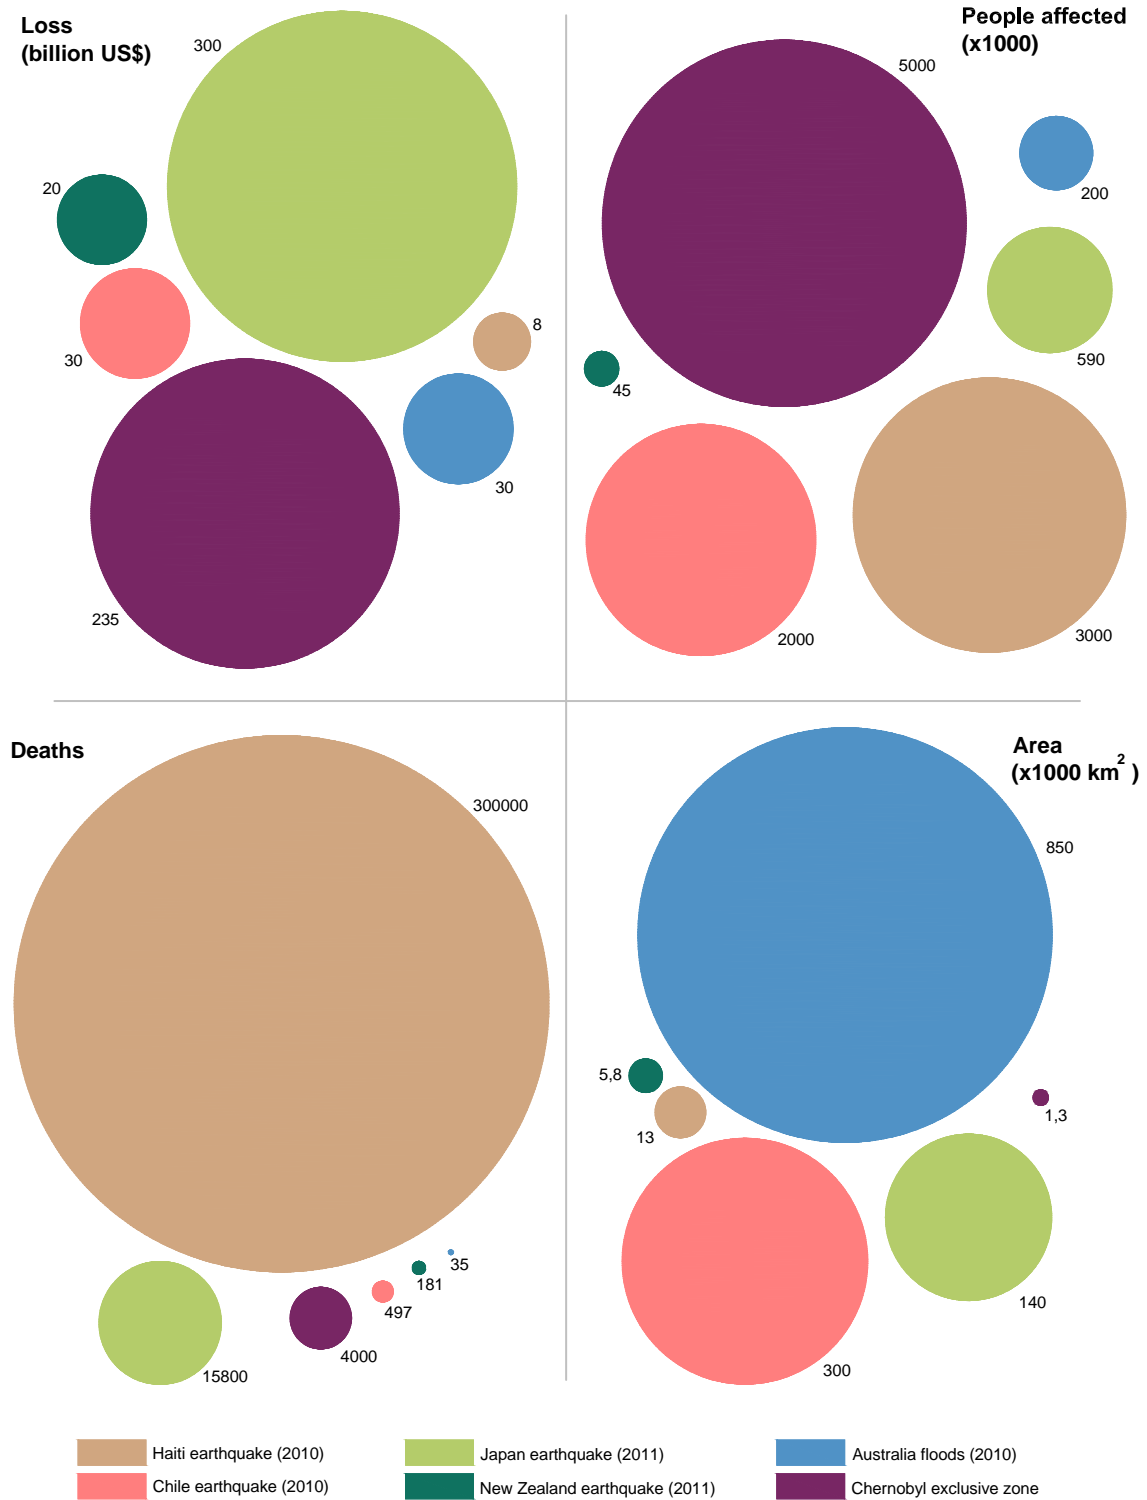 Loss
(billion US$)
300
20
30
8
30
235
People affected
(x1000)
5000
200
590
45
2000
3000
Deaths
300000
35
181
497
4000
15800
Area
(x1000 km²)
850
5,8
13
1,3
140
300
Haiti earthquake (2010)
Japan earthquake (2011)
Australia floods (2010)
Chile earthquake (2010)
New Zealand earthquake (2011)
Chernobyl exclusive zone